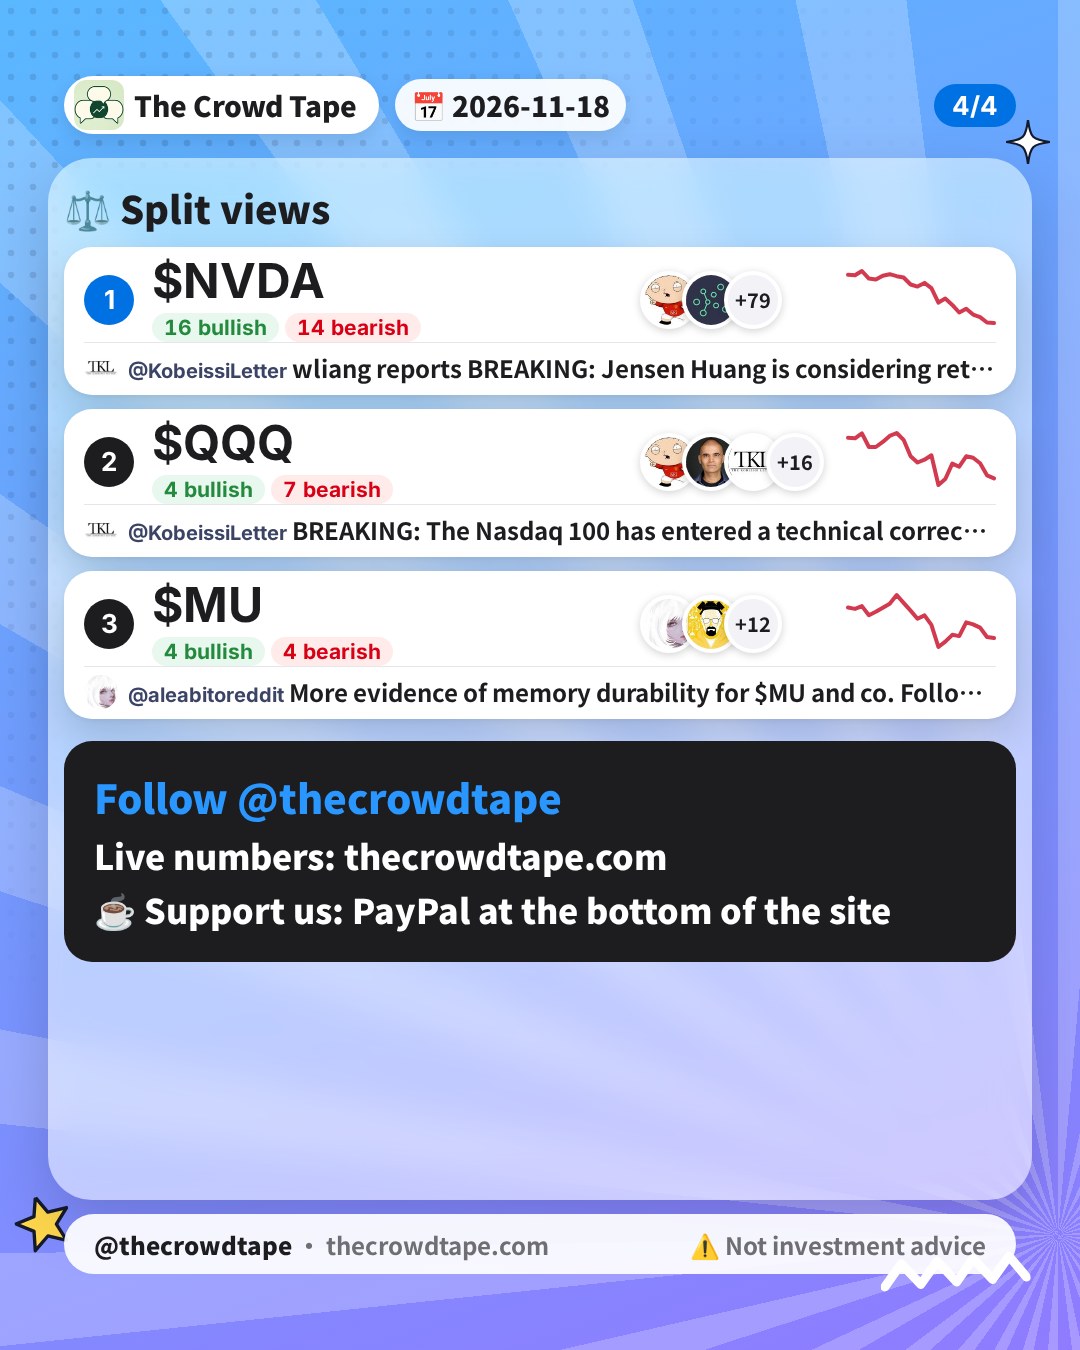 The Crowd Tape
July
2026-11-18
4/4
⚖️ Split views
1
$NVDA
16 bullish 14 bearish
+79
TKL @KobeissiLetter wliang reports BREAKING: Jensen Huang is considering ret···
2
$QQQ
4 bullish 7 bearish
TKL
+16
TKL @KobeissiLetter BREAKING: The Nasdaq 100 has entered a technical correc···
3
$MU
4 bullish 4 bearish
+12
@aleabitoreddit More evidence of memory durability for $MU and co. Follo···
Follow @thecrowdtape
Live numbers: thecrowdtape.com
☕ Support us: PayPal at the bottom of the site
@thecrowdtape • thecrowdtape.com
⚠️ Not investment advice